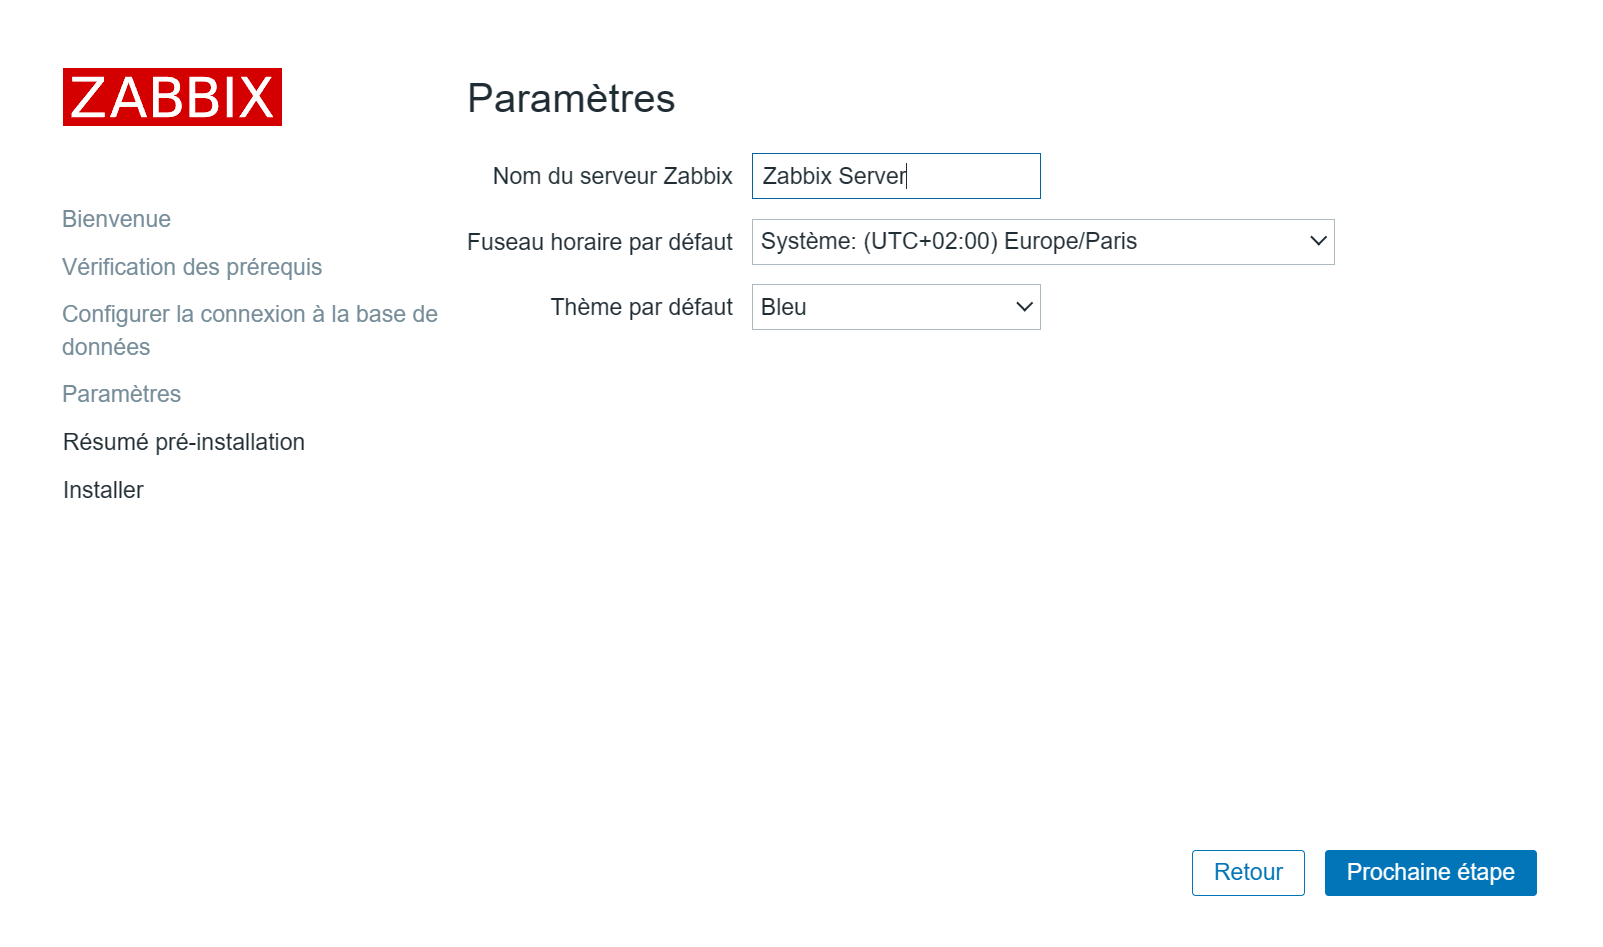 ZABBIX
Paramètres
Nom du serveur Zabbix
Zabbix Server
Fuseau horaire par défaut
Système: (UTC+02:00) Europe/Paris
Thème par défaut
Bleu
Bienvenue
Vérification des prérequis
Configurer la connexion à la base de
données
Paramètres
Résumé pré-installation
Installer
Retour
Prochaine étape